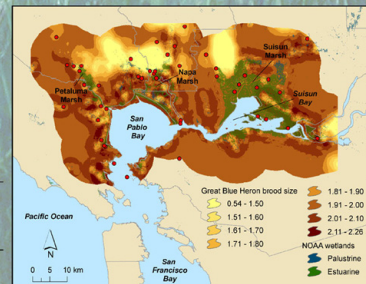 Suisun
Marsh
Napa
Marsh
Petaluma
Marsh
Suisun
Bay
San
Pablo
Bay
Great Blue Heron brood size
0.54 - 1.50
1.51 - 1.60
1.61 - 1.70
1.71 - 1.80
1.81 - 1.90
1.91 - 2.00
2.01 - 2.10
2.11 - 2.26
NOAA wetlands
Palustrine
Estuarine
Pacific Ocean
N
0 5 10 km
San
Francisco
Bay